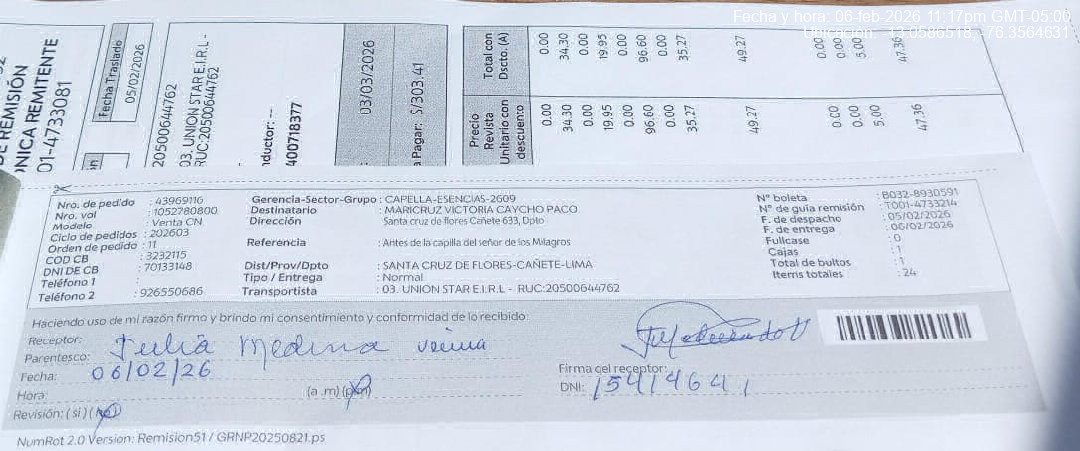 Fecha y hora: 06-feb-2026 11:17pm GMT-05:00
Ubicación: -13.0586518, -76.3564631
DE REMISIÓN
ÓNICA REMITENTE
01-4733081
Fecha Traslado
05/02/2026
20500644762
03. UNION STAR E.I.R.L -
RUC:20500644762
ductor: --
400718377
03/03/2026
a Pagar: S/303.41
Total con
Dscto. (A)
0.00
34.30
0.00
19.95
0.00
96.60
35.27
49.27
0.00
0.00
5.00
47.36
Precio
Revista
Unitario con
descuento
0.00
34.30
0.00
19.95
0.00
96.60
35.27
49.27
0.00
0.00
5.00
47.36
Nro. de pedido : 43969116
Nro. vol : 1052780800
Modelo : Venta CN
Ciclo de pedidos : 202603
Orden de pedido : 11
COD CB : 3232115
DNI DE CB : 70133148
Teléfono 1 :
Teléfono 2 : 926550686
Gerencia-Sector-Grupo : CAPELLA-ESENCIAS-2609
Destinatario : MARICRUZ VICTORIA CAYCHO PACO
Dirección : Santa cruz de flores Cañete 633, Dpto
Referencia : Antes de la capilla del señor de los Milagros
Dist/Prov/Dpto : SANTA CRUZ DE FLORES-CAÑETE-LIMA
Tipo / Entrega : Normal
Transportista : 03. UNION STAR E.I.R.L - RUC:20500644762
N° boleta : B032-8930591
N° de guía remisión : T001-4733214
F. de despacho : 05/02/2026
F. de entrega : 06/02/2026
Fullcase : 0
Cajas : 1
Total de bultos : 1
Items totales : 24
Haciendo uso de mi razón firmo y brindo mi consentimiento y conformidad de lo recibido:
Receptor: Julia Medina vecina
Parentesco:
Fecha: 06/02/26
Hora: (a .m) (p.m)
Revisión: ( si ) ( no )
Firma del receptor:
DNI: 15414641
NumRot 2.0 Version: Remision51 / GRNP20250821.ps